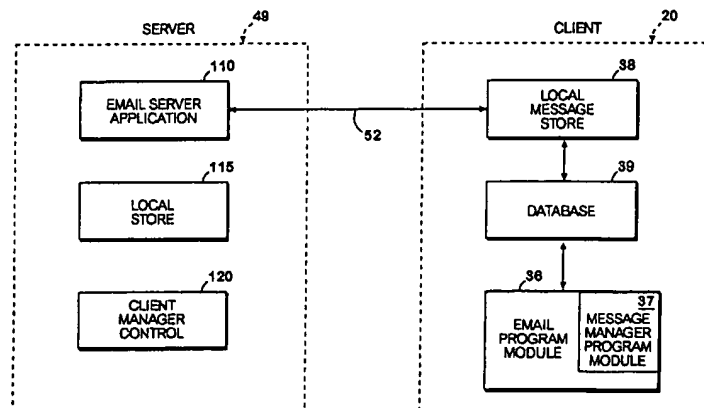 SERVER
49
110
EMAIL SERVER
APPLICATION
52
115
LOCAL
STORE
120
CLIENT
MANAGER
CONTROL
CLIENT
20
38
LOCAL
MESSAGE
STORE
39
DATABASE
36
EMAIL
PROGRAM
MODULE
37
MESSAGE
MANAGER
PROGRAM
MODULE